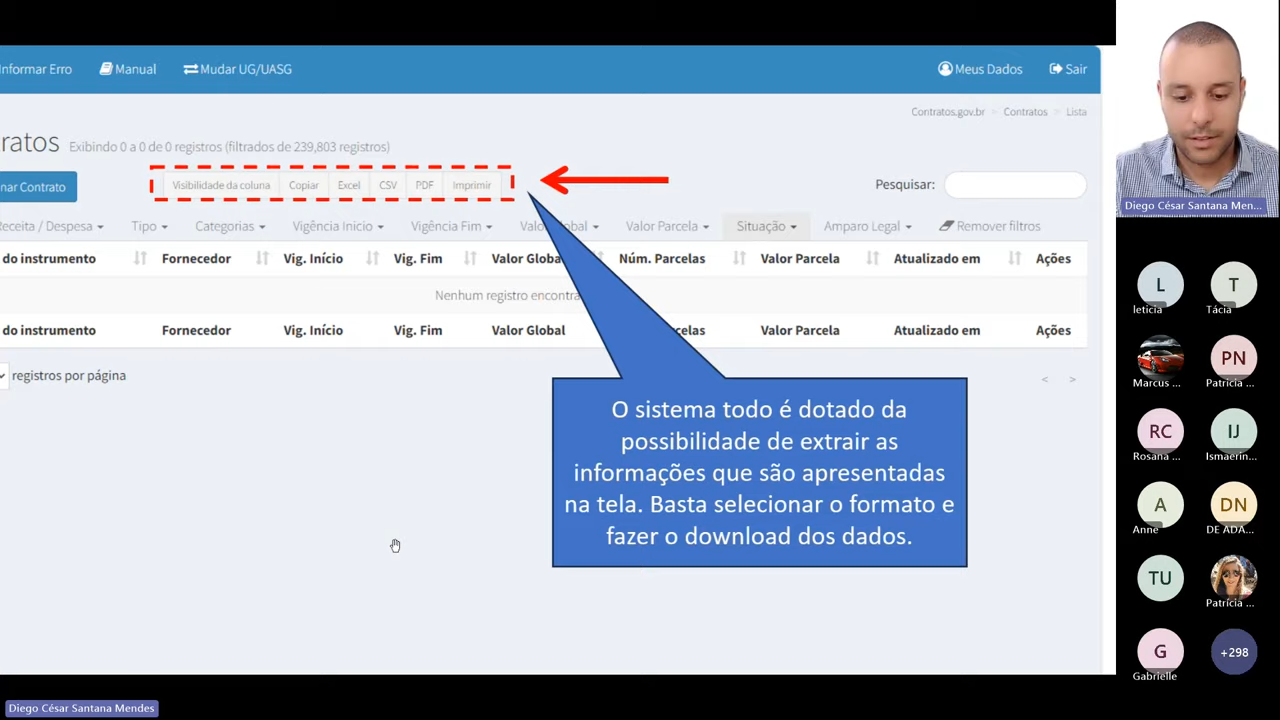 Informar Erro
Manual
Mudar UG/UASG
Meus Dados
Sair
Contratos.gov.br > Contratos > Lista
ratos Exibindo 0 a 0 de 0 registros (filtrados de 239,803 registros)
nar Contrato
Visibilidade da coluna
Copiar
Excel
CSV
PDF
Imprimir
Pesquisar:
eceita / Despesa
Tipo
Categorias
Vigência Inicio
Vigência Fim
Valor Global
Valor Parcela
Situação
Amparo Legal
Remover filtros
do instrumento
Fornecedor
Vig. Início
Vig. Fim
Valor Globa
Núm. Parcelas
Valor Parcela
Atualizado em
Ações
Nenhum registro encontra
do instrumento
Fornecedor
Vig. Início
Vig. Fim
Valor Global
rcelas
Valor Parcela
Atualizado em
Ações
registros por página
< >
O sistema todo é dotado da
possibilidade de extrair as
informações que são apresentadas
na tela. Basta selecionar o formato e
fazer o download dos dados.
Diego César Santana Men...
L
leticia
T
Tácia
Marcus ...
PN
Patrícia ...
RC
Rosana ...
IJ
Ismaerin...
A
Anne
DN
DE ADA...
TU
Patrícia ...
G
Gabrielle
+298
Diego César Santana Mendes